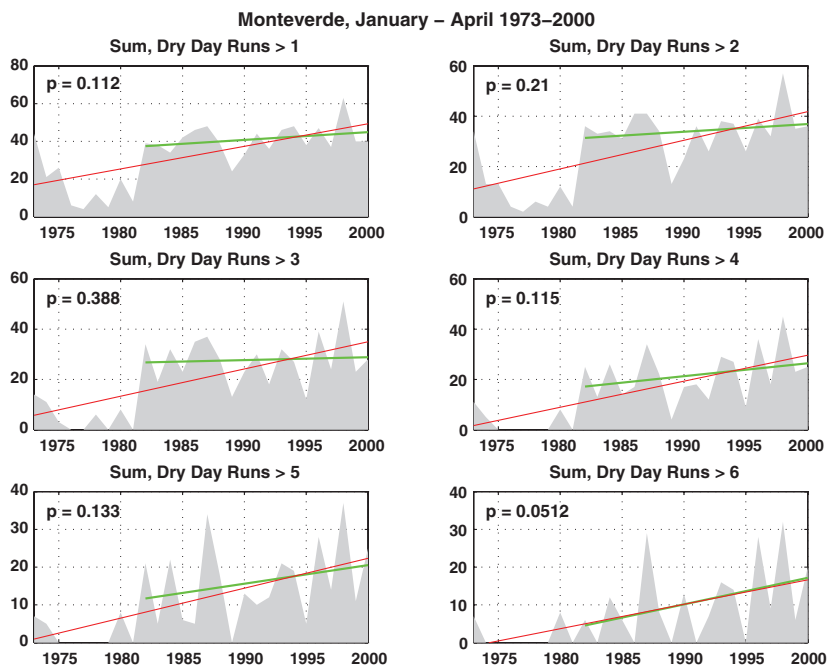 Monteverde, January – April 1973–2000
Sum, Dry Day Runs > 1
p = 0.112
80
60
40
20
0
1975 1980 1985 1990 1995 2000
Sum, Dry Day Runs > 2
p = 0.21
60
40
20
0
1975 1980 1985 1990 1995 2000
Sum, Dry Day Runs > 3
p = 0.388
60
40
20
0
1975 1980 1985 1990 1995 2000
Sum, Dry Day Runs > 4
p = 0.115
60
40
20
0
1975 1980 1985 1990 1995 2000
Sum, Dry Day Runs > 5
p = 0.133
40
30
20
10
0
1975 1980 1985 1990 1995 2000
Sum, Dry Day Runs > 6
p = 0.0512
40
30
20
10
0
1975 1980 1985 1990 1995 2000